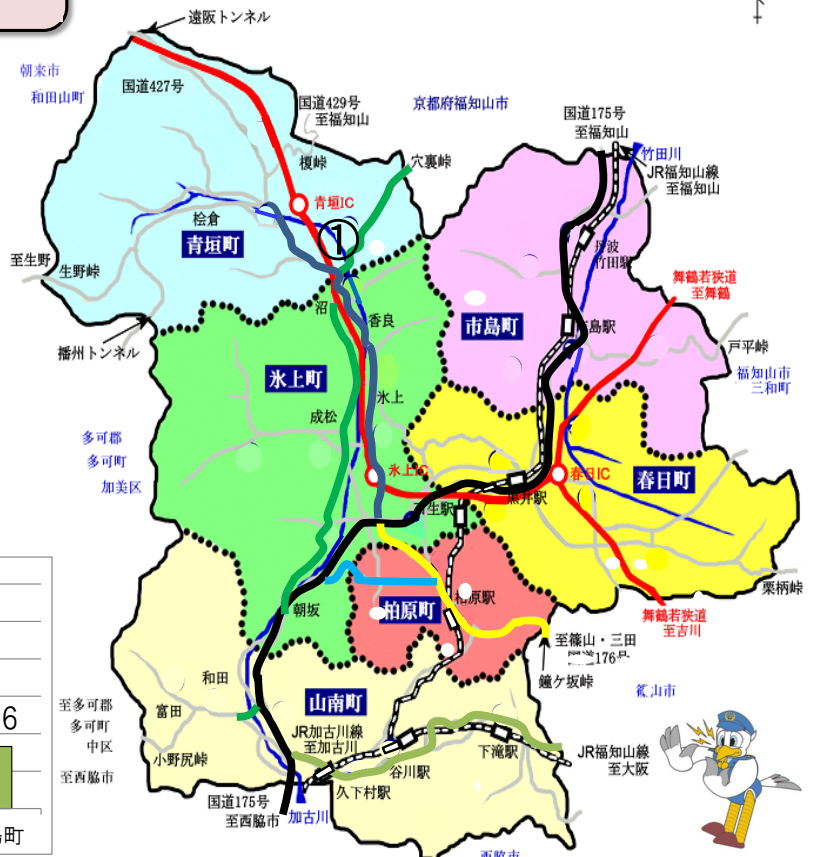 遠阪トンネル
朝来市
和田山町
国道427号
国道429号
至福知山
京都府福知山市
国道175号
至福知山
竹田川
JR福知山線
至福知山
榎峠
穴裏峠
青垣IC
桧倉
青垣町
①
丹波
竹田駅
至生野
生野峠
舞鶴若狭道
至舞鶴
沼
香良
市島町
島駅
戸平峠
播州トンネル
氷上町
氷上
福知山市
三和町
成松
多可郡
多可町
加美区
氷上IC
春日IC
春日町
黒井駅
生駅
栗柄峠
朝坂
柏原町
柏原駅
舞鶴若狭道
至吉川
至篠山・三田
176号
鐘ケ坂峠
和田
山南町
富田
至多可郡
多可町
中区
JR加古川線
至加古川
小野尻峠
下滝駅
JR福知山線
至大阪
谷川駅
至西脇市
久下村駅
国道175号
至西脇市
加古川
山市
6
町
西脇市